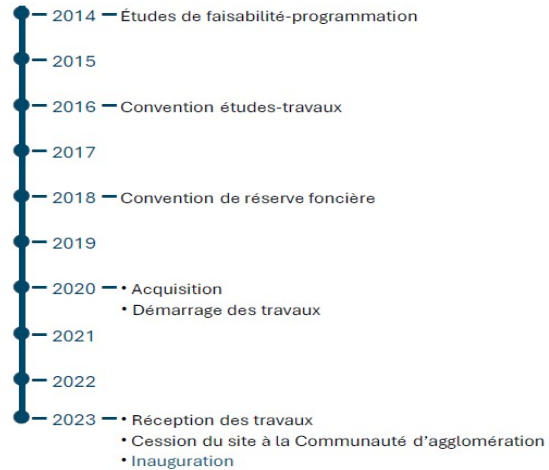 2014 Études de faisabilité-programmation
2015
2016 Convention études-travaux
2017
2018 Convention de réserve foncière
2019
2020 • Acquisition
• Démarrage des travaux
2021
2022
2023 • Réception des travaux
• Cession du site à la Communauté d'agglomération
• Inauguration